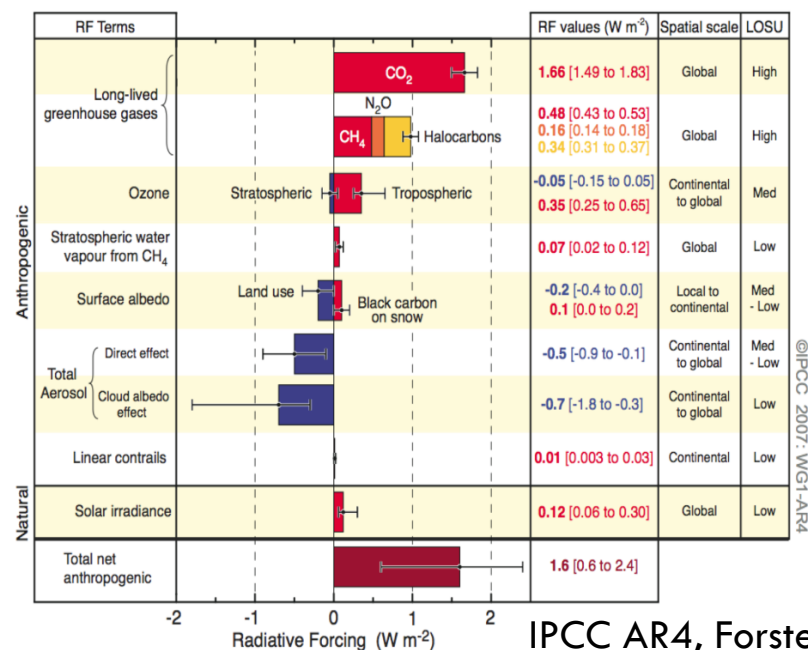 RF Terms
RF values (W m⁻²)
Spatial scale
LOSU
Anthropogenic
Long-lived
greenhouse gases
CO₂
1.66 [1.49 to 1.83]
Global
High
N₂O
CH₄
Halocarbons
0.48 [0.43 to 0.53]
0.16 [0.14 to 0.18]
0.34 [0.31 to 0.37]
Global
High
Ozone
Stratospheric
Tropospheric
-0.05 [-0.15 to 0.05]
0.35 [0.25 to 0.65]
Continental
to global
Med
Stratospheric water
vapour from CH₄
0.07 [0.02 to 0.12]
Global
Low
Surface albedo
Land use
Black carbon
on snow
-0.2 [-0.4 to 0.0]
0.1 [0.0 to 0.2]
Local to
continental
Med
- Low
Total
Aerosol
Direct effect
-0.5 [-0.9 to -0.1]
Continental
to global
Med
- Low
Cloud albedo
effect
-0.7 [-1.8 to -0.3]
Continental
to global
Low
Linear contrails
0.01 [0.003 to 0.03]
Continental
Low
Natural
Solar irradiance
0.12 [0.06 to 0.30]
Global
Low
Total net
anthropogenic
1.6 [0.6 to 2.4]
-2 -1 0 1 2
Radiative Forcing (W m⁻²)
©IPCC 2007: WG1-AR4
IPCC AR4, Forste